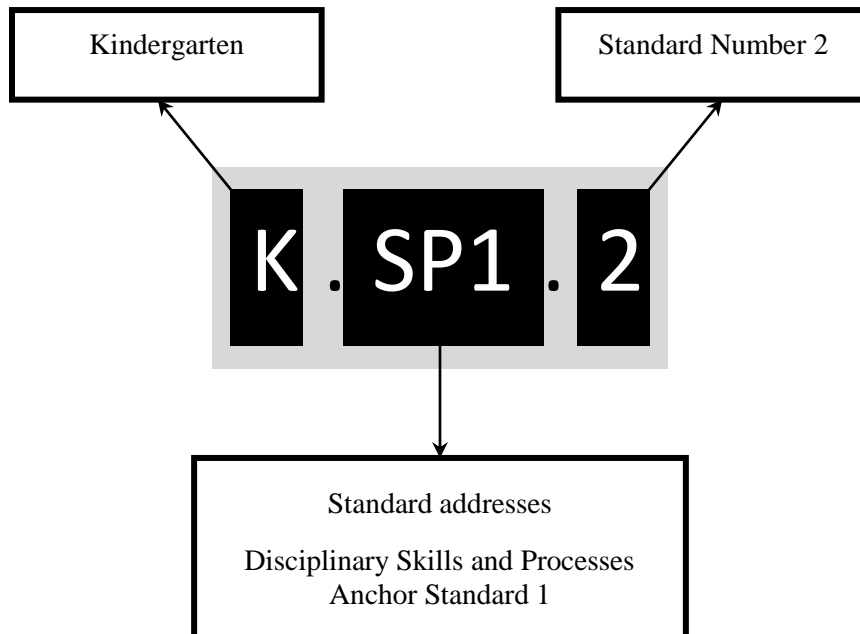 Kindergarten
Standard Number 2
K . SP1 . 2
Standard addresses
Disciplinary Skills and Processes
Anchor Standard 1